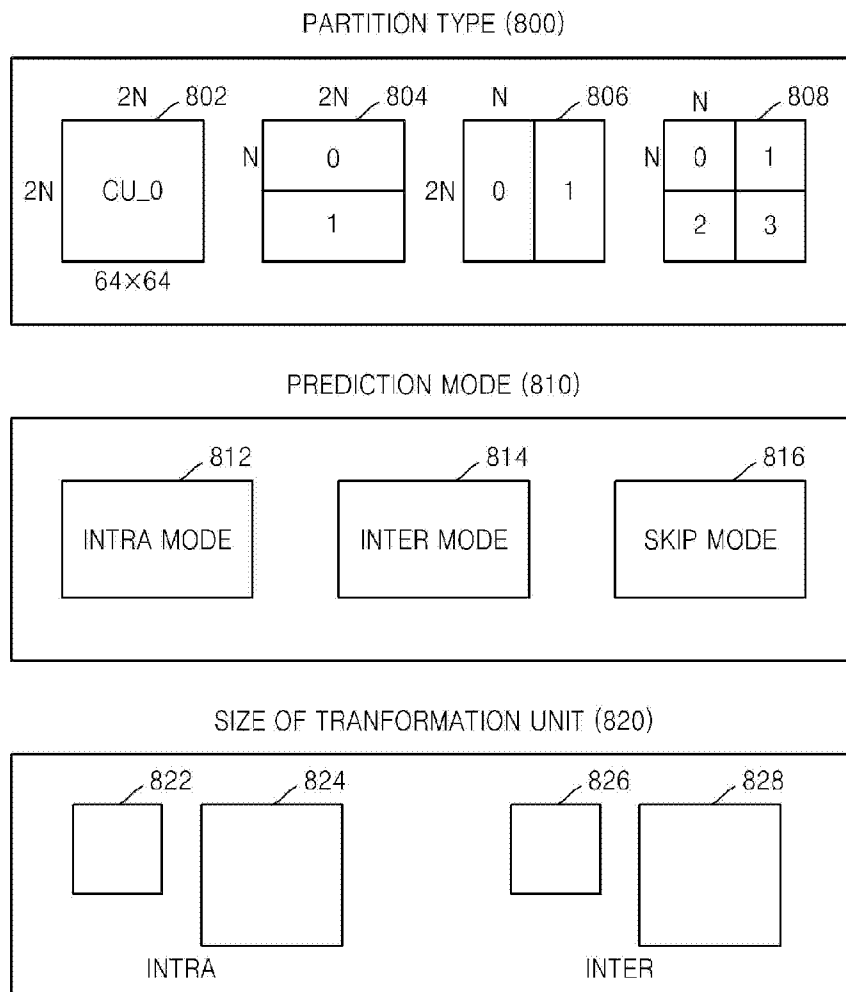 PARTITION TYPE (800)
2N 802 2N 804 N 806 N 808
2N CU_0 N 0 2N 0 1 N 0 1
1 2 3
64×64
PREDICTION MODE (810)
812 814 816
INTRA MODE INTER MODE SKIP MODE
SIZE OF TRANFORMATION UNIT (820)
822 824 826 828
INTRA INTER